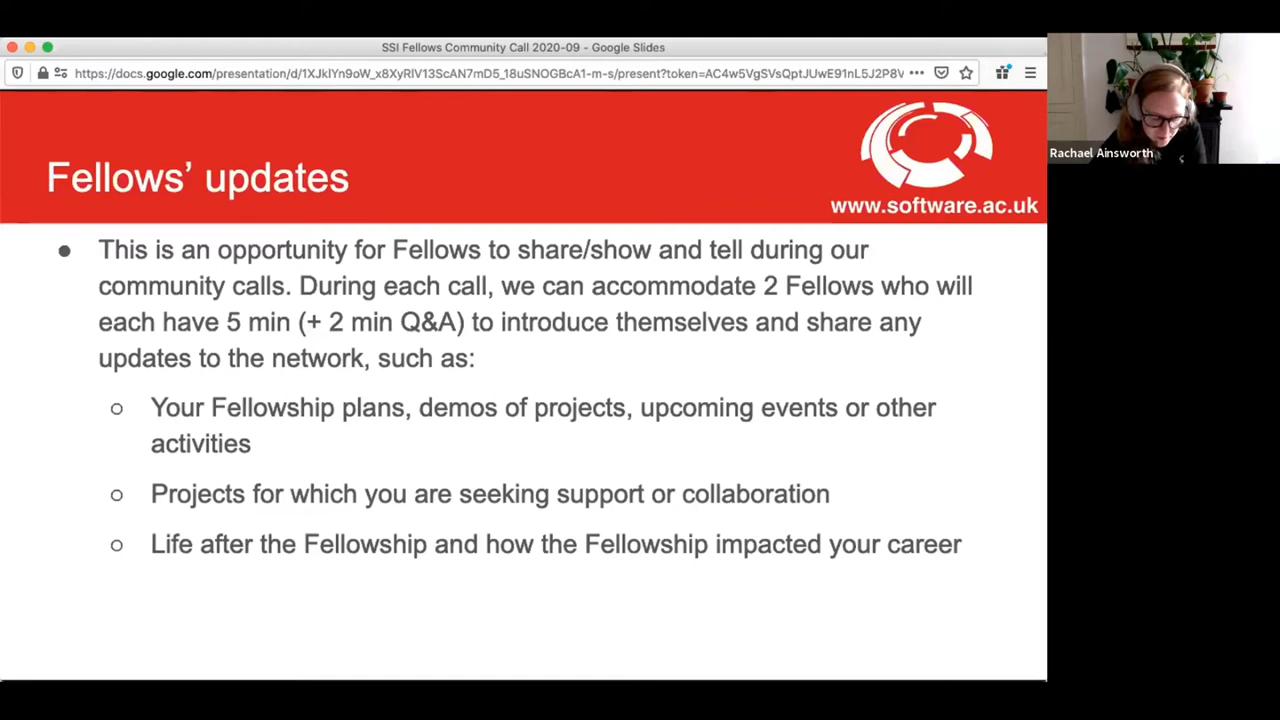 SSI Fellows Community Call 2020-09 - Google Slides
Fellows’ updates
www.software.ac.uk
Rachael Ainsworth
● This is an opportunity for Fellows to share/show and tell during our
community calls. During each call, we can accommodate 2 Fellows who will
each have 5 min (+ 2 min Q&A) to introduce themselves and share any
updates to the network, such as:
○ Your Fellowship plans, demos of projects, upcoming events or other
activities
○ Projects for which you are seeking support or collaboration
○ Life after the Fellowship and how the Fellowship impacted your career